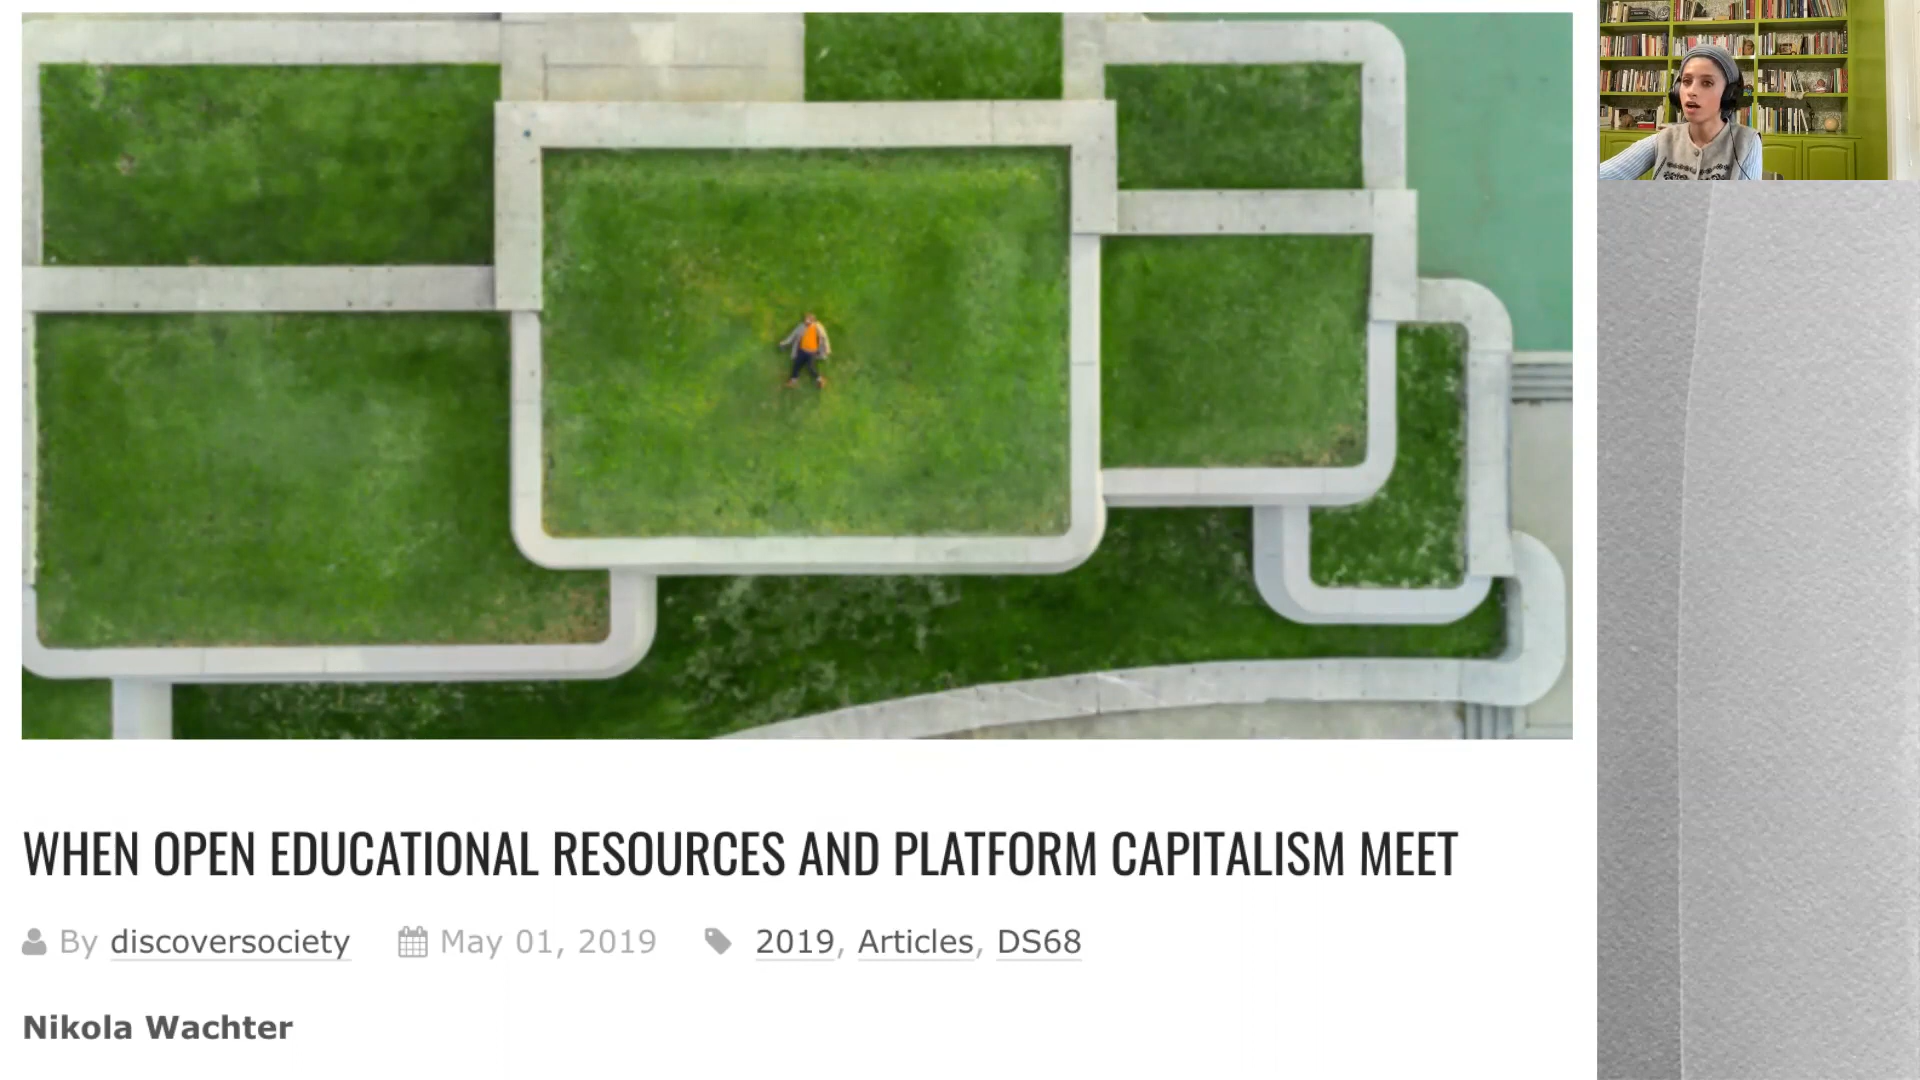 WHEN OPEN EDUCATIONAL RESOURCES AND PLATFORM CAPITALISM MEET
By discoversociety May 01, 2019 2019, Articles, DS68
Nikola Wachter